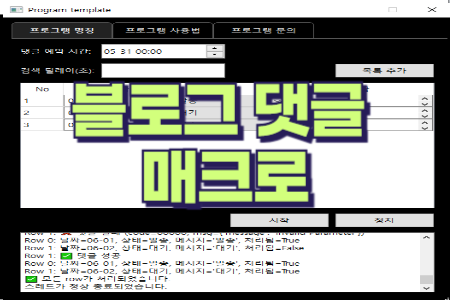 Program template
프로그램 명칭 프로그램 사용법 프로그램 문의
댓글 예약 시간: 05-31 00:00
검색 딜레이(초):
목록 추가
No
1
2
3
블로그 댓글
매크로
시작 정지
Row 0: 날짜=06-01, 상태=발송, 메시지='발송', 처리됨=True
Row 1: 날짜=06-02, 상태=대기, 메시지='대기', 처리됨=False
Row 1: ✅ 댓글 성공
Row 0: 날짜=06-01, 상태=발송, 메시지='발송', 처리됨=True
Row 1: 날짜=06-02, 상태=대기, 메시지='대기', 처리됨=True
✅ 모든 row가 처리되었습니다.
스레드가 정상 종료되었습니다.